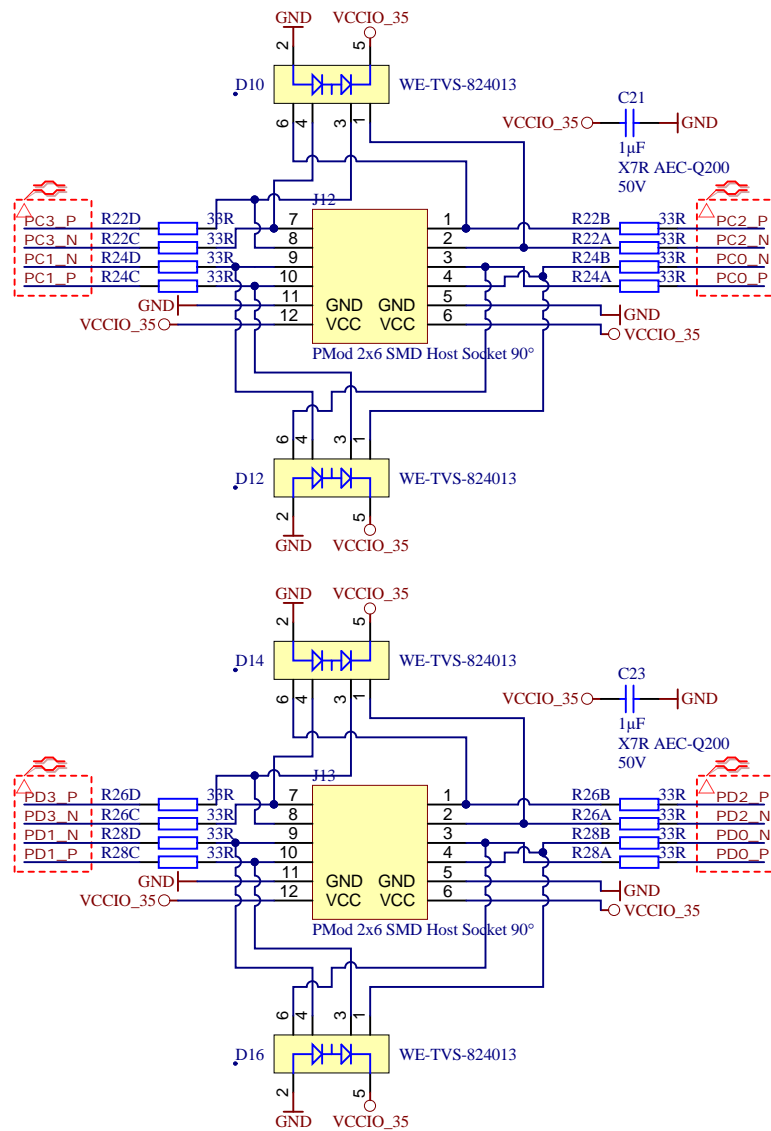 GND VCCIO_35
2 5
D10 WE-TVS-824013
6 4 3 1
C21
VCCIO_35 GND
1µF
X7R AEC-Q200
50V
J12
PC3_P R22D 33R 7 1 R22B 33R PC2_P
PC3_N R22C 33R 8 2 R22A 33R PC2_N
PC1_N R24D 33R 9 3 R24B 33R PC0_N
PC1_P R24C 33R 10 4 R24A 33R PC0_P
GND 11 GND GND 5 GND
VCCIO_35 12 VCC VCC 6 VCCIO_35
PMod 2x6 SMD Host Socket 90°
6 4 3 1
D12 WE-TVS-824013
2 5
GND VCCIO_35
GND VCCIO_35
2 5
D14 WE-TVS-824013
6 4 3 1
C23
VCCIO_35 GND
1µF
X7R AEC-Q200
50V
J13
PD3_P R26D 33R 7 1 R26B 33R PD2_P
PD3_N R26C 33R 8 2 R26A 33R PD2_N
PD1_N R28D 33R 9 3 R28B 33R PD0_N
PD1_P R28C 33R 10 4 R28A 33R PD0_P
GND 11 GND GND 5 GND
VCCIO_35 12 VCC VCC 6 VCCIO_35
PMod 2x6 SMD Host Socket 90°
6 4 3 1
D16 WE-TVS-824013
2 5
GND VCCIO_35